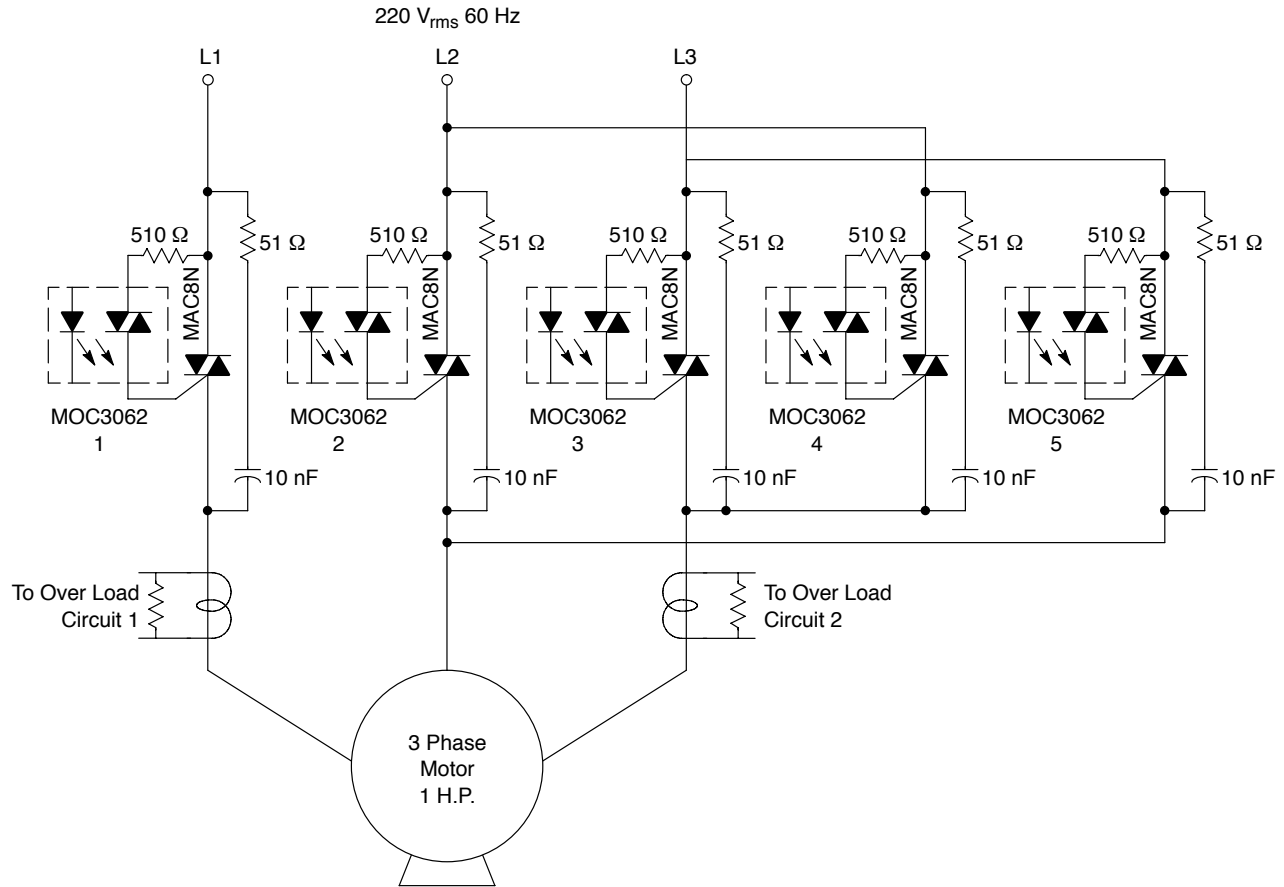 220 Vrms 60 Hz
L1
L2
L3
510 Ω
51 Ω
510 Ω
51 Ω
510 Ω
51 Ω
510 Ω
51 Ω
510 Ω
51 Ω
MAC8N
MAC8N
MAC8N
MAC8N
MAC8N
MOC3062
1
MOC3062
2
MOC3062
3
MOC3062
4
MOC3062
5
10 nF
10 nF
10 nF
10 nF
10 nF
To Over Load
Circuit 1
To Over Load
Circuit 2
3 Phase
Motor
1 H.P.